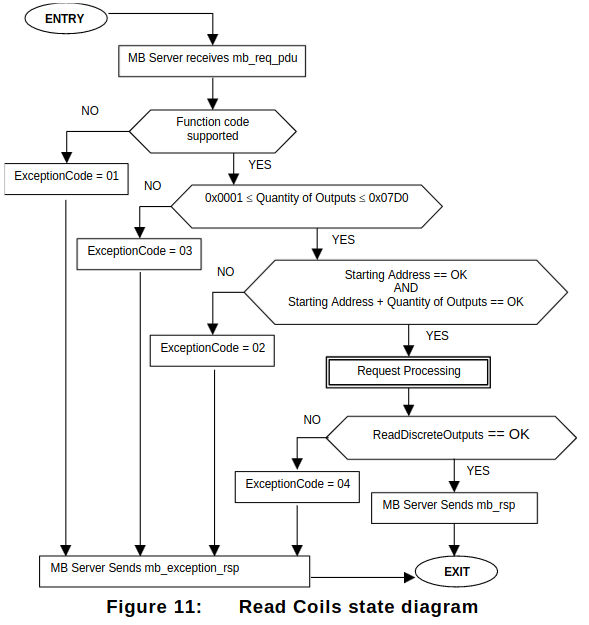 ENTRY
MB Server receives mb_req_pdu
NO
Function code
supported
YES
ExceptionCode = 01
NO
0x0001 ≤ Quantity of Outputs ≤ 0x07D0
YES
ExceptionCode = 03
NO
Starting Address == OK
AND
Starting Address + Quantity of Outputs == OK
YES
ExceptionCode = 02
Request Processing
NO
ReadDiscreteOutputs == OK
YES
ExceptionCode = 04
MB Server Sends mb_rsp
MB Server Sends mb_exception_rsp
EXIT
Figure 11: Read Coils state diagram